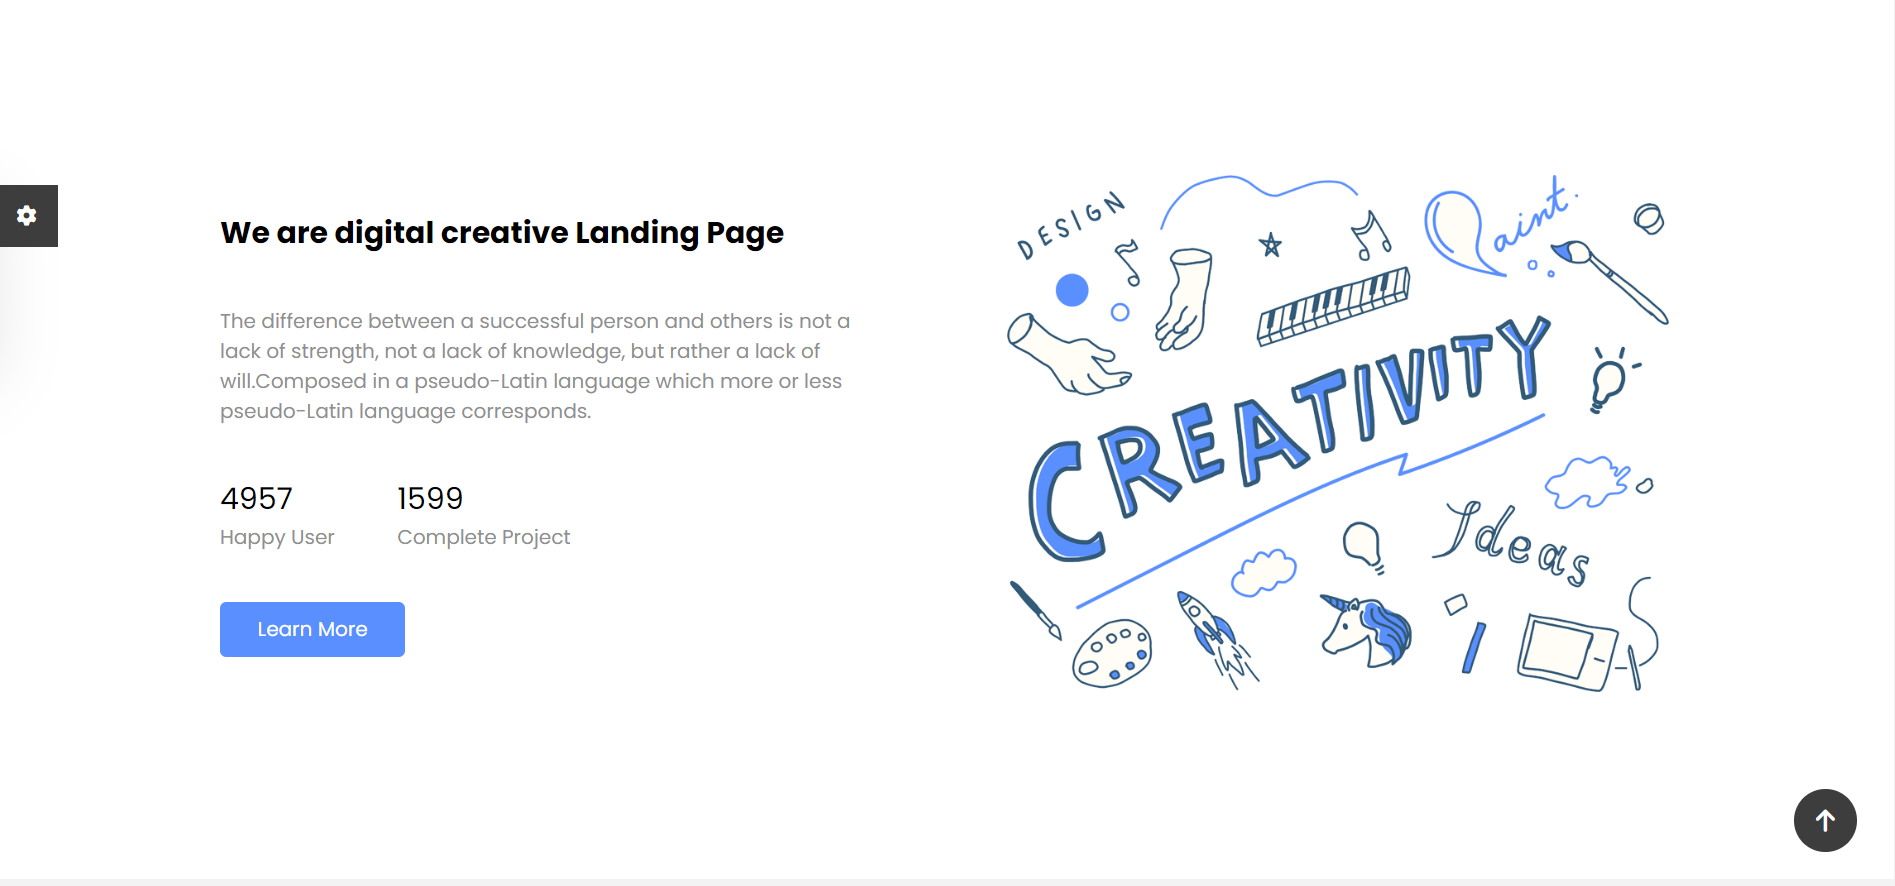 We are digital creative Landing Page
The difference between a successful person and others is not a
lack of strength, not a lack of knowledge, but rather a lack of
will.Composed in a pseudo-Latin language which more or less
pseudo-Latin language corresponds.
4957
Happy User
1599
Complete Project
Learn More
DESIGN
Paint.
CREATIVITY
Ideas